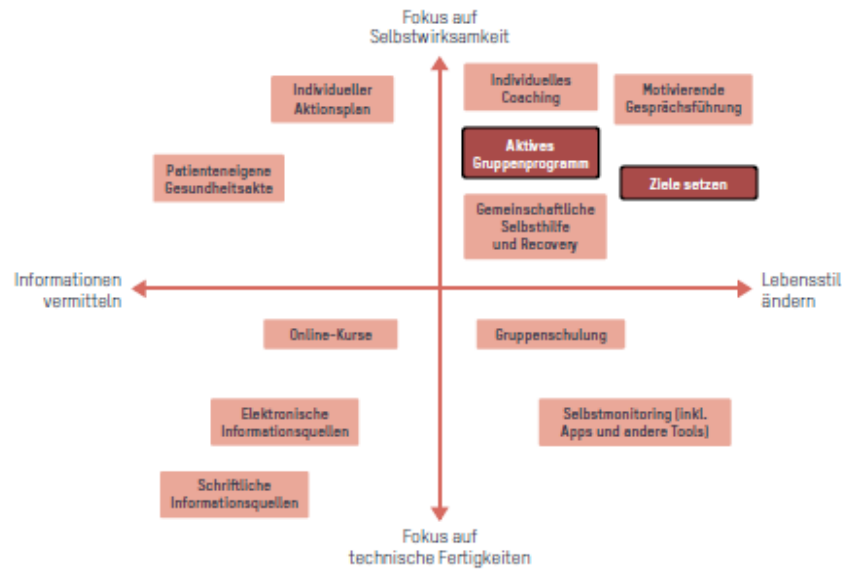 Fokus auf
Selbstwirksamkeit
Individueller
Aktionsplan
Individuelles
Coaching
Motivierende
Gesprächsführung
Aktives
Gruppenprogramm
Patienteneigene
Gesundheitsakte
Ziele setzen
Gemeinschaftliche
Selbsthilfe
und Recovery
Informationen
vermitteln
Lebensstil
ändern
Online-Kurse
Gruppenschulung
Elektronische
Informationsquellen
Selbstmonitoring (inkl.
Apps und andere Tools)
Schriftliche
Informationsquellen
Fokus auf
technische Fertigkeiten